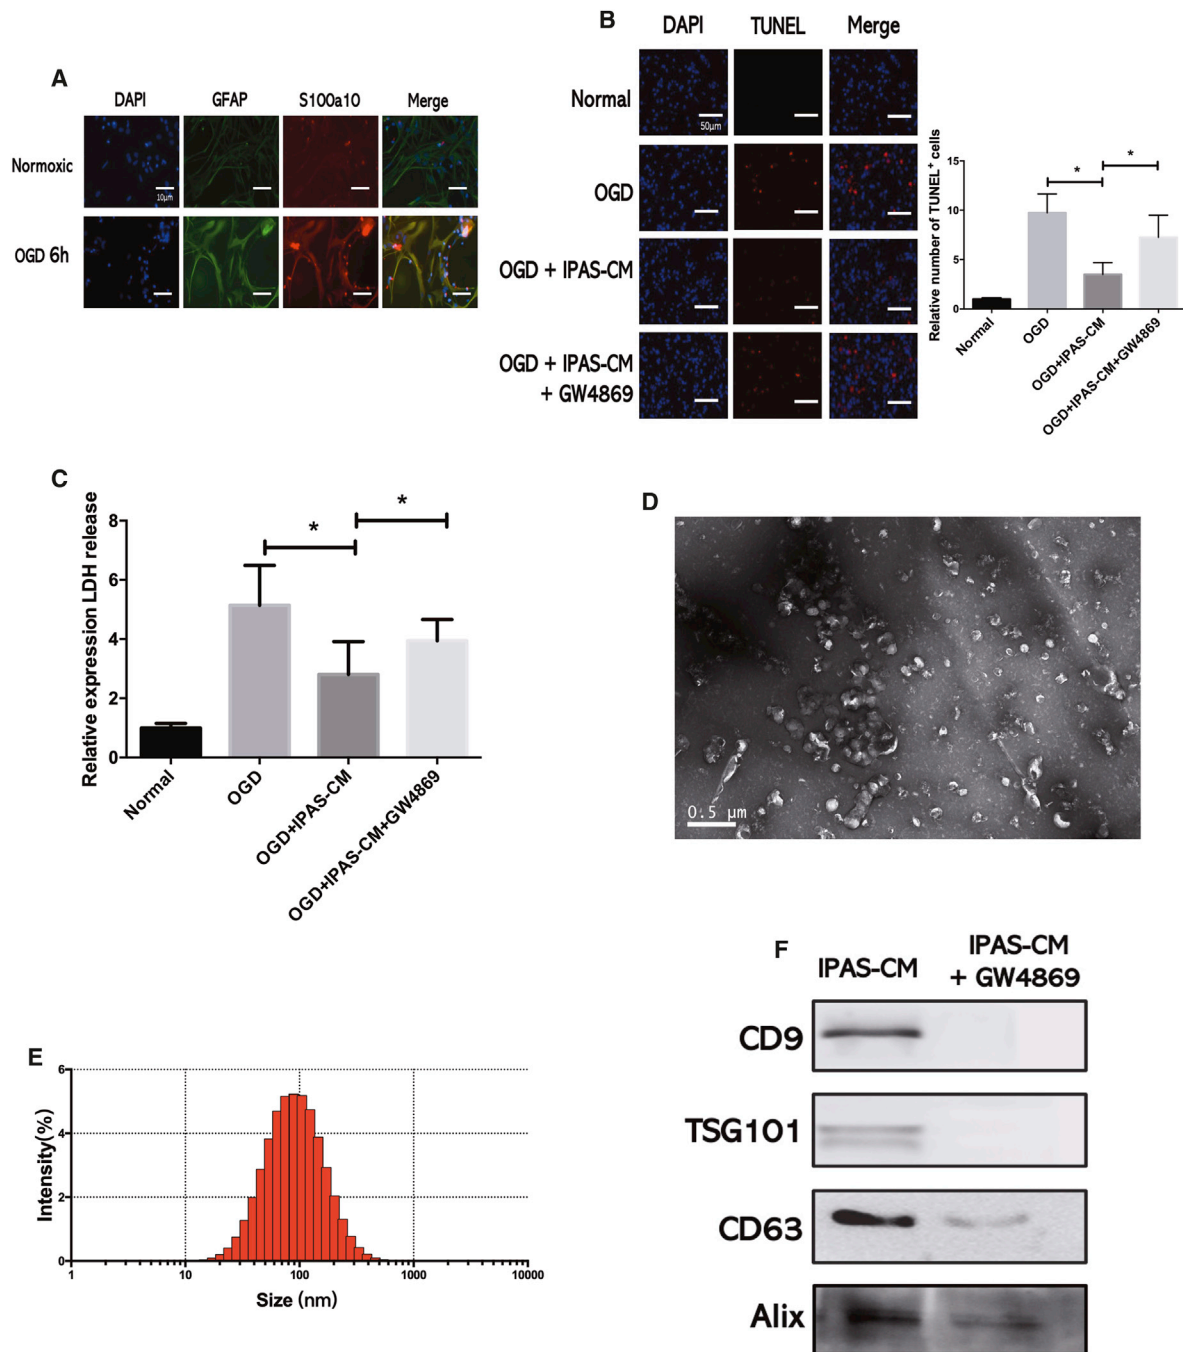 A
DAPI GFAP S100a10 Merge
Normoxic
10μm
OGD 6h
B
DAPI TUNEL Merge
Normal
50μm
OGD
OGD + IPAS-CM
OGD + IPAS-CM
+ GW4869
Relative number of TUNEL+ cells
15
10
5
0
* *
Normal
OGD
OGD+IPAS-CM
OGD+IPAS-CM+GW4869
C
Relative expression LDH release
8
6
4
2
0
* *
Normal
OGD
OGD+IPAS-CM
OGD+IPAS-CM+GW4869
D
0.5 μm
E
Intensity(%)
6
4
2
0
1 10 100 1000 10000
Size (nm)
F
IPAS-CM
IPAS-CM
+ GW4869
CD9
TSG101
CD63
Alix